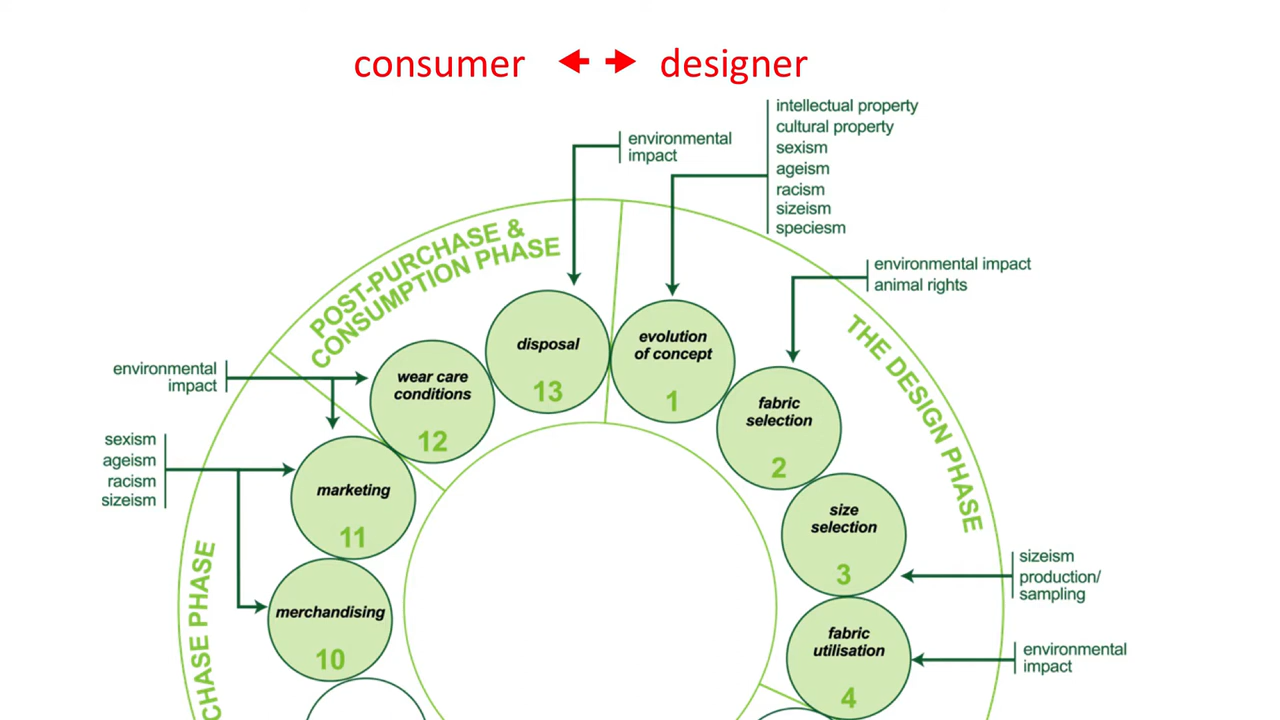 consumer designer
intellectual property
cultural property
sexism
ageism
racism
sizeism
speciesm
environmental
impact
environmental impact
animal rights
POST-PURCHASE &
CONSUMPTION PHASE
THE DESIGN PHASE
disposal
13
evolution
of concept
1
wear care
conditions
12
fabric
selection
2
environmental
impact
sexism
ageism
racism
sizeism
marketing
11
size
selection
3
sizeism
production/
sampling
CHASE PHASE
merchandising
10
fabric
utilisation
4
environmental
impact